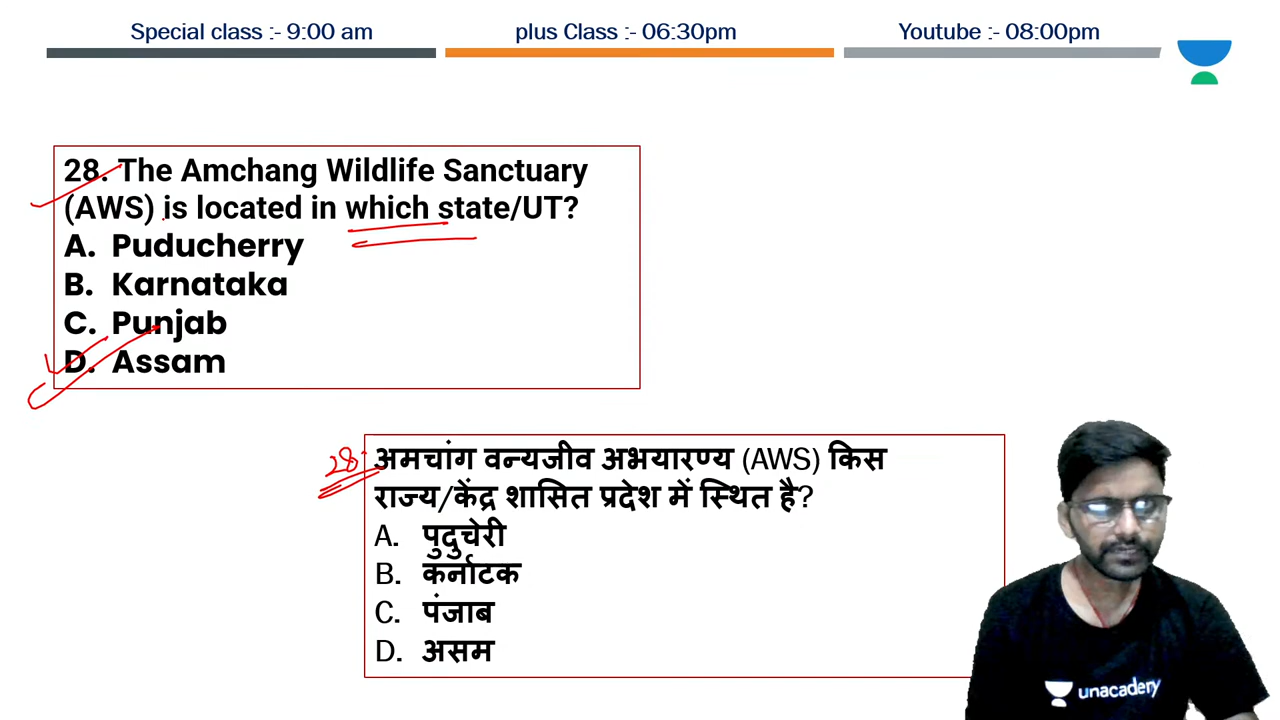 Special class :- 9:00 am
plus Class :- 06:30pm
Youtube :- 08:00pm
28. The Amchang Wildlife Sanctuary
(AWS) is located in which state/UT?
A. Puducherry
B. Karnataka
C. Punjab
D. Assam
28. अमचांग वन्यजीव अभयारण्य (AWS) किस
राज्य/केंद्र शासित प्रदेश में स्थित है?
A. पुदुचेरी
B. कर्नाटक
C. पंजाब
D. असम
unacademy